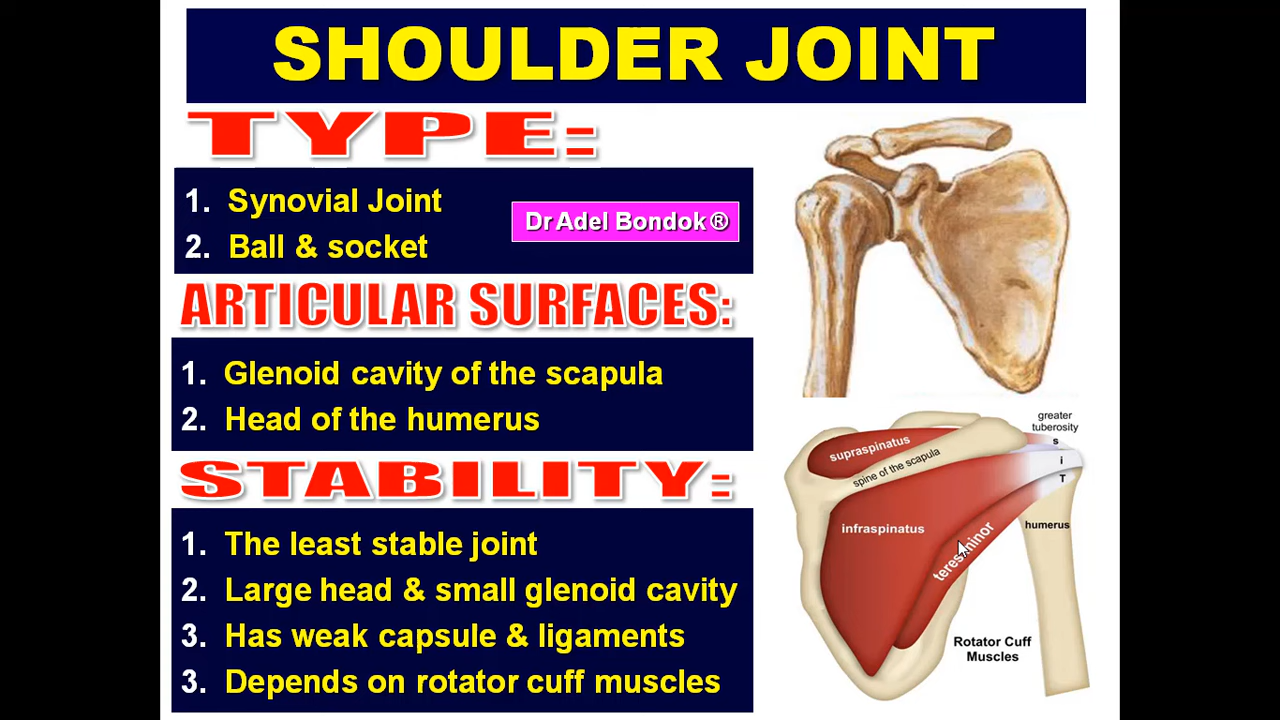 SHOULDER JOINT
TYPE:
1. Synovial Joint
2. Ball & socket
Dr Adel Bondok ®
ARTICULAR SURFACES:
1. Glenoid cavity of the scapula
2. Head of the humerus
STABILITY:
1. The least stable joint
2. Large head & small glenoid cavity
3. Has weak capsule & ligaments
3. Depends on rotator cuff muscles
greater
tuberosity
s
i
T
supraspinatus
spine of the scapula
infraspinatus
teres minor
humerus
Rotator Cuff
Muscles